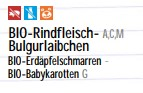 BIO-Rindfleisch- A,C,M
Bulgurlaibchen
BIO-Erdäpfelschmarren -
BIO-Babykarotten G